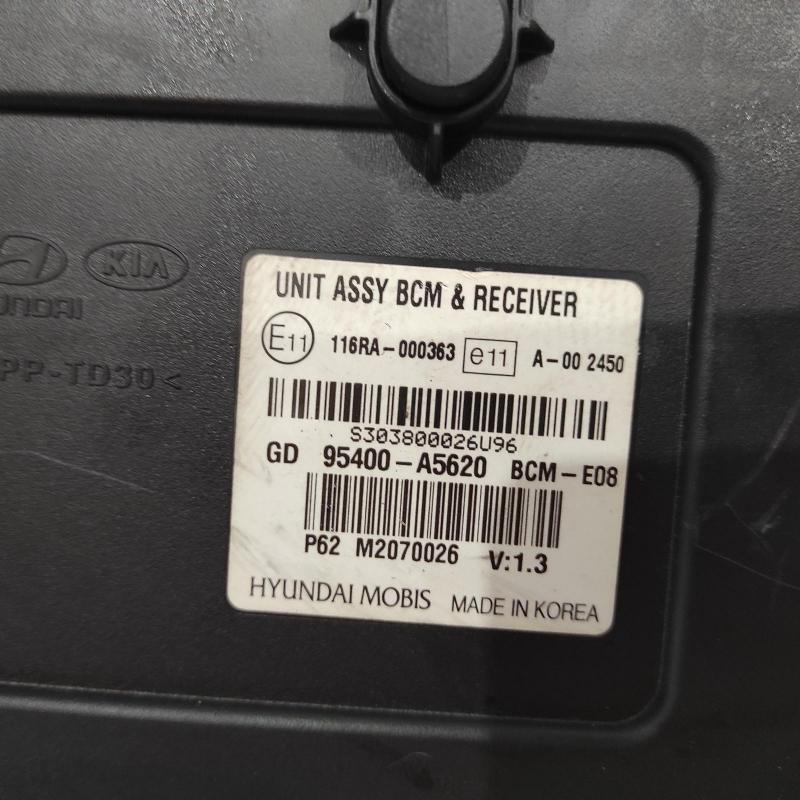 KIA
HYUNDAI
PP-TD30<
UNIT ASSY BCM & RECEIVER
E11 116RA-000363 e11 A-00 2450
S303800026U96
GD 95400-A5620 BCM-E08
P62 M2070026 V:1.3
HYUNDAI MOBIS MADE IN KOREA